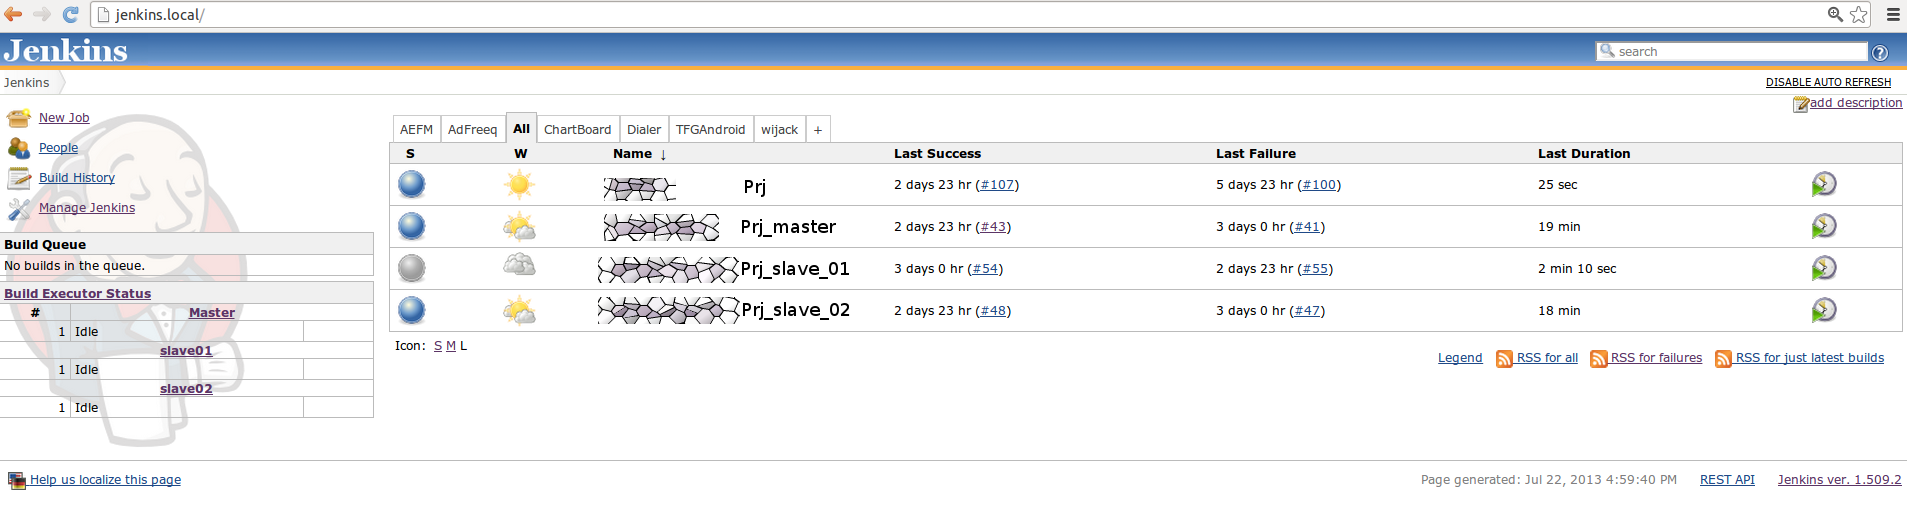 jenkins.local/
Jenkins
search
Jenkins
DISABLE AUTO REFRESH
add description
New Job
People
Build History
Manage Jenkins
Build Queue
No builds in the queue.
Build Executor Status
# Master
1 Idle
slave01
1 Idle
slave02
1 Idle
AEFM AdFreeq All ChartBoard Dialer TFGAndroid wijack +
S W Name ↓ Last Success Last Failure Last Duration
Prj 2 days 23 hr (#107) 5 days 23 hr (#100) 25 sec
Prj_master 2 days 23 hr (#43) 3 days 0 hr (#41) 19 min
Prj_slave_01 3 days 0 hr (#54) 2 days 23 hr (#55) 2 min 10 sec
Prj_slave_02 2 days 23 hr (#48) 3 days 0 hr (#47) 18 min
Icon: S M L
Legend RSS for all RSS for failures RSS for just latest builds
Help us localize this page
Page generated: Jul 22, 2013 4:59:40 PM REST API Jenkins ver. 1.509.2